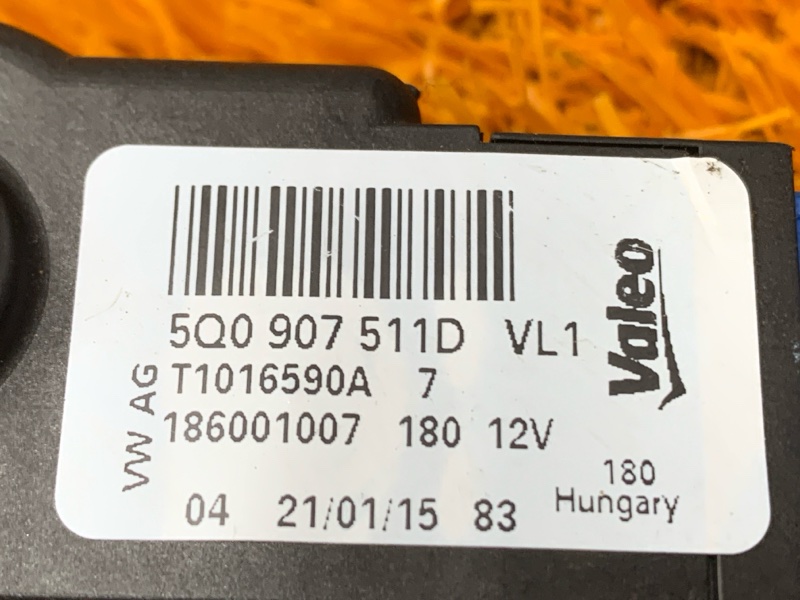 5Q0 907 511D VL1
T1016590A 7
186001007 180 12V
04 21/01/15 83
VW AG
Valeo
180
Hungary